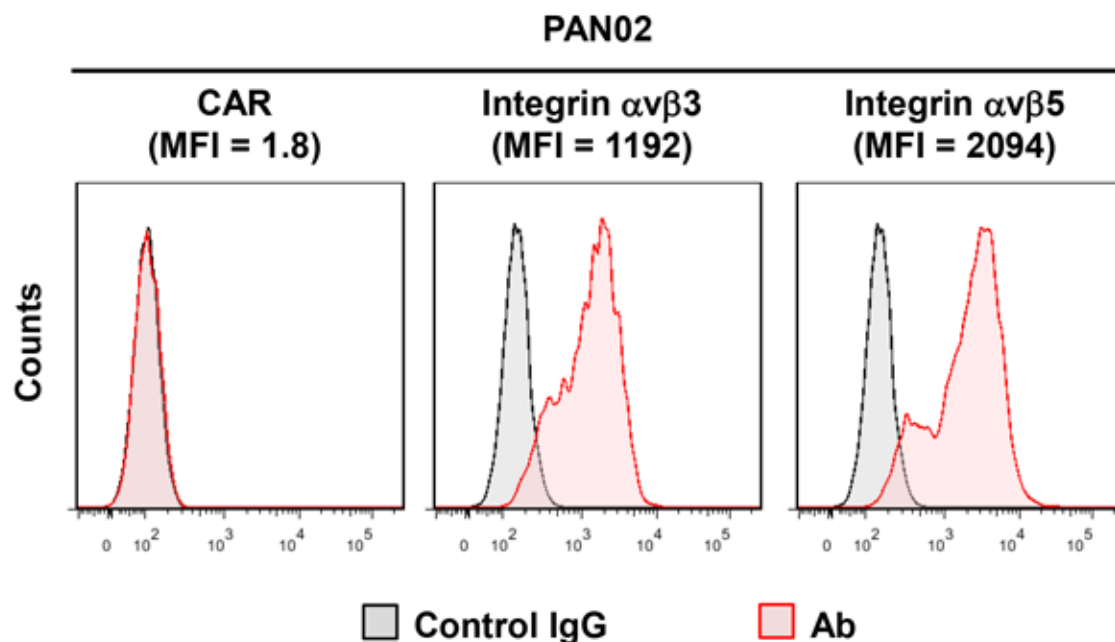 PAN02
CAR Integrin αvβ3 Integrin αvβ5
(MFI = 1.8) (MFI = 1192) (MFI = 2094)
Counts
0 10² 10³ 10⁴ 10⁵ 0 10² 10³ 10⁴ 10⁵ 0 10² 10³ 10⁴ 10⁵
Control IgG Ab